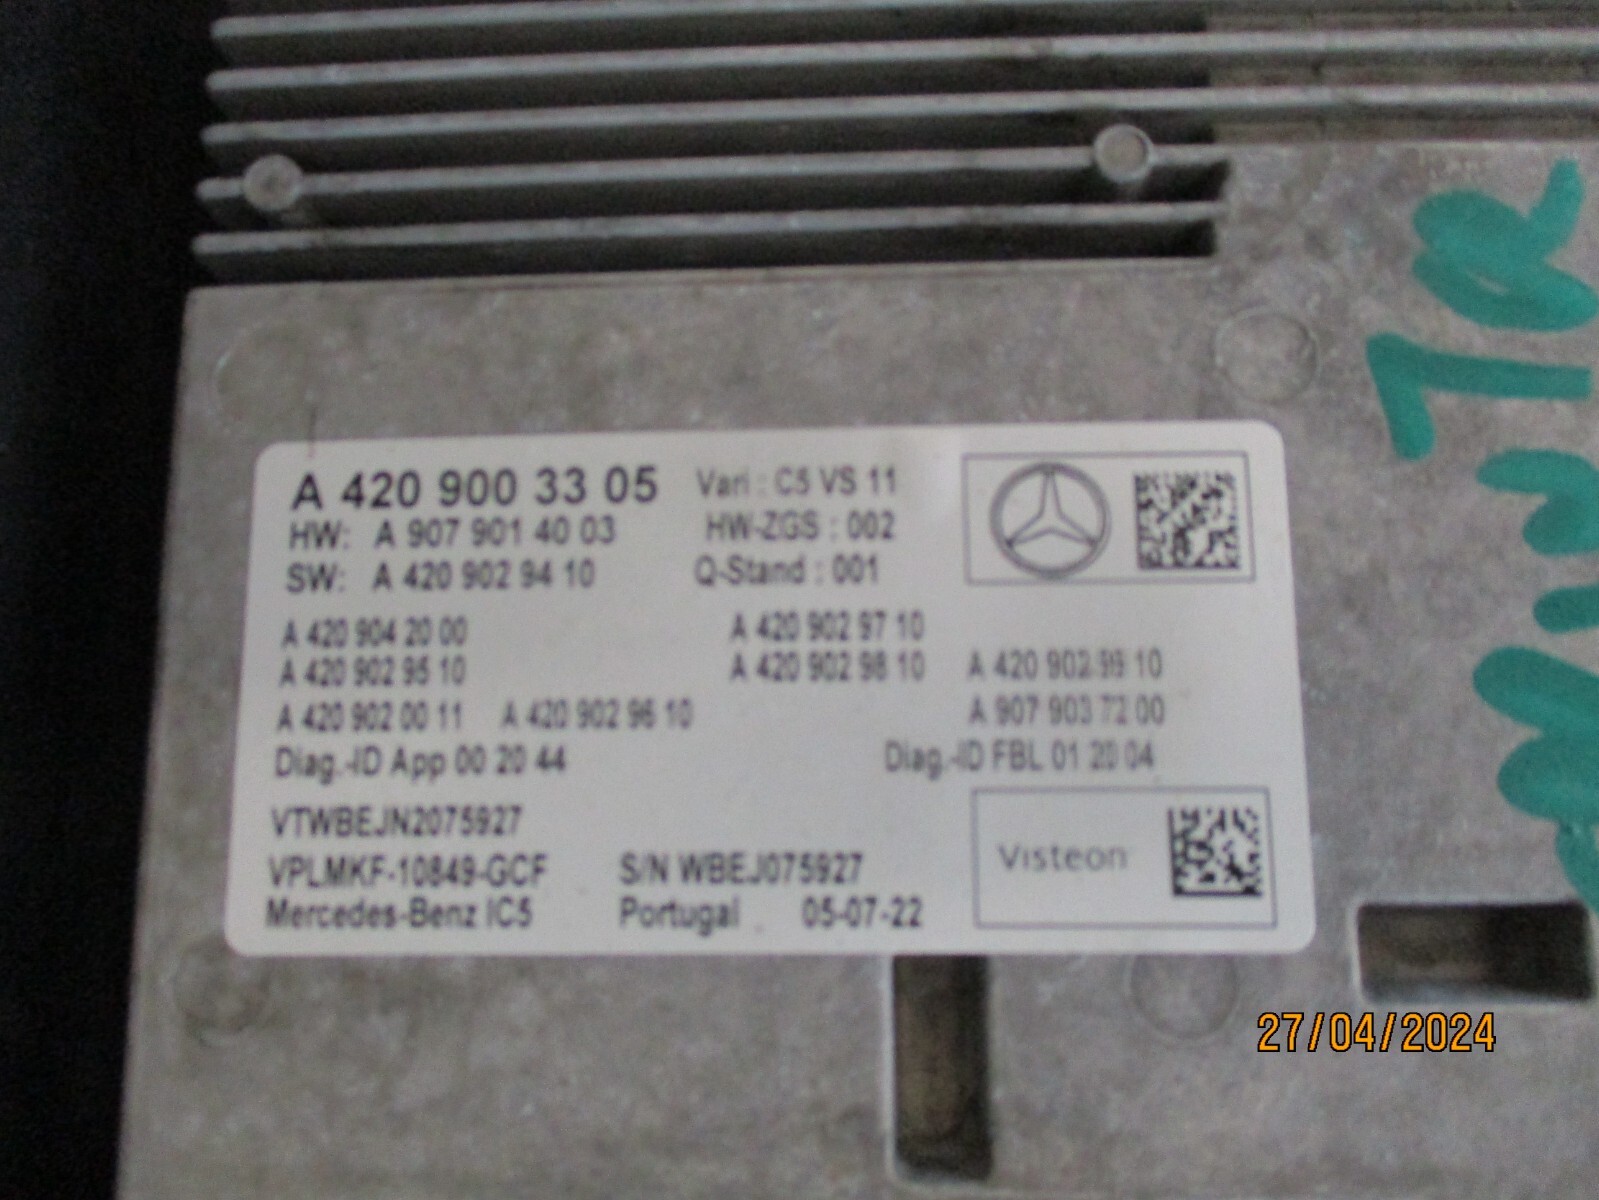 A 420 900 33 05 Vari : C5 VS 11
HW: A 907 901 40 03 HW-ZGS : 002
SW: A 420 902 94 10 Q-Stand : 001
A 420 904 20 00 A 420 902 97 10
A 420 902 95 10 A 420 902 98 10 A 420 902 99 10
A 420 902 00 11 A 420 902 96 10 A 907 903 72 00
Diag.-ID App 00 20 44 Diag.-ID FBL 01 20 04
VTWBEJN2075927
VPLMKF-10849-GCF S/N WBEJ075927
Visteon
Mercedes-Benz IC5 Portugal 05-07-22
27/04/2024